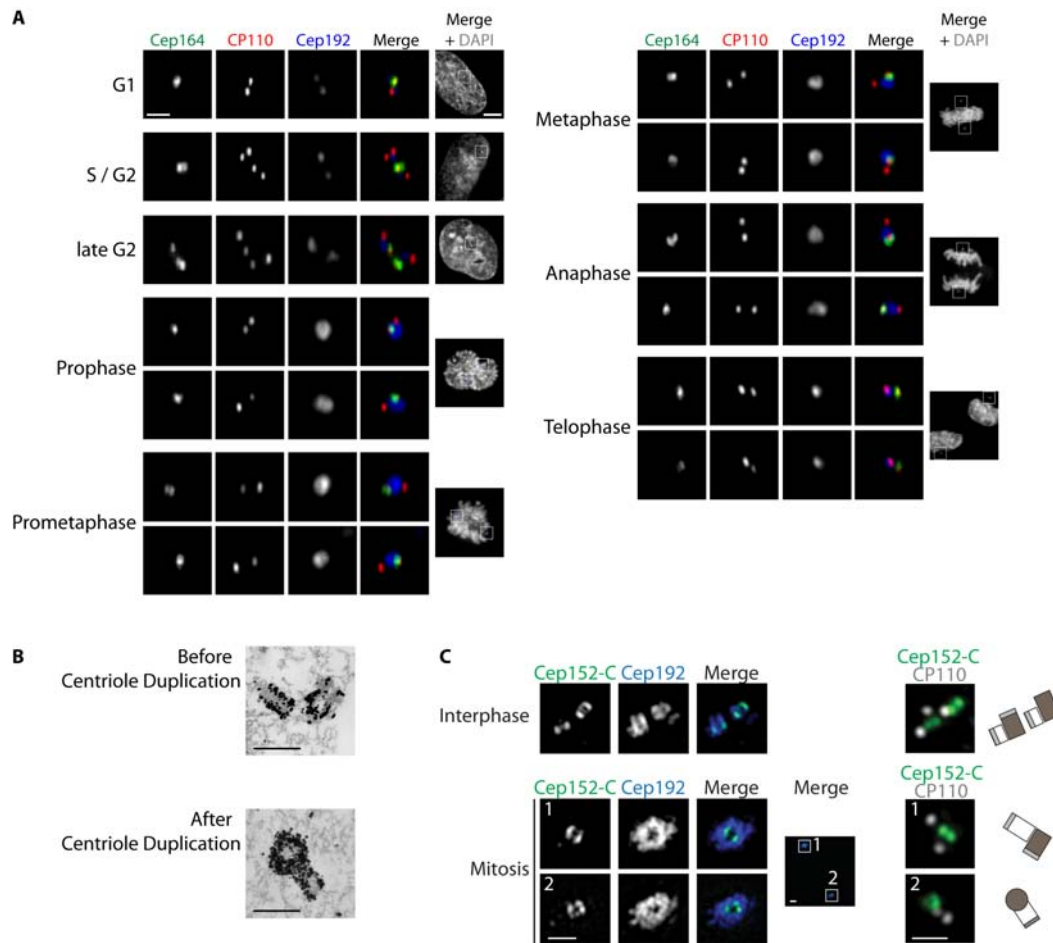 A
Cep164 CP110 Cep192 Merge Merge
+ DAPI
G1
S / G2
late G2
Prophase
Prometaphase
Cep164 CP110 Cep192 Merge Merge
+ DAPI
Metaphase
Anaphase
Telophase
B
Before
Centriole Duplication
After
Centriole Duplication
C
Cep152-C Cep192 Merge
Interphase
Cep152-C
CP110
Cep152-C Cep192 Merge Merge
Mitosis
1
2
1
2
Cep152-C
CP110
1
2